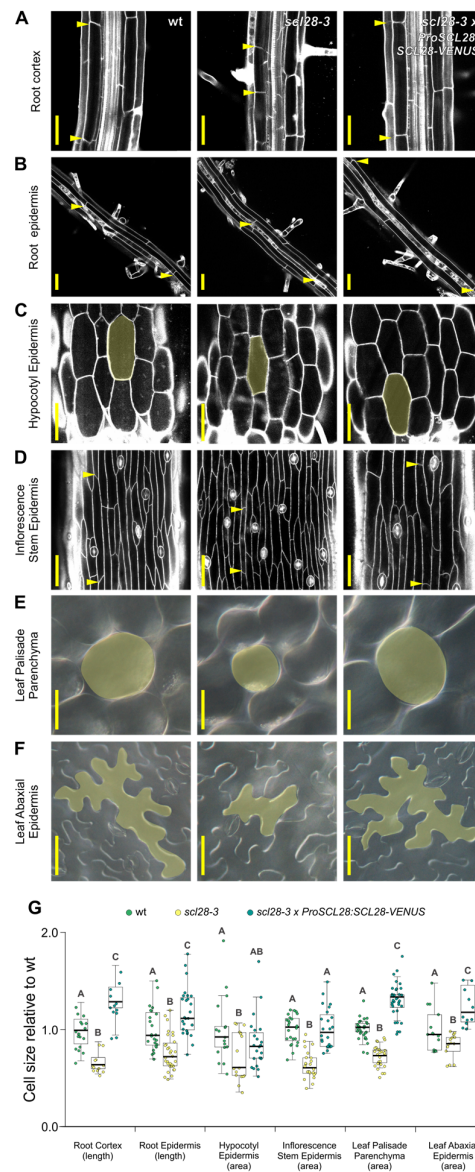 A
wt
scl28-3
scl28-3 x
ProSCL28:
SCL28-VENUS
Root cortex
B
Root epidermis
C
Hypocotyl Epidermis
D
Inflorescence
Stem Epidermis
E
Leaf Palisade
Parenchyma
F
Leaf Abaxial
Epidermis
G
wt
scl28-3
scl28-3 x ProSCL28:SCL28-VENUS
Cell size relative to wt
2.0
1.0
0
A
B
C
A
B
C
A
B
AB
A
B
A
A
B
C
A
B
C
Root Cortex
(length)
Root Epidermis
(length)
Hypocotyl
Epidermis
(area)
Inflorescence
Stem Epidermis
(area)
Leaf Palisade
Parenchyma
(area)
Leaf Abaxia
Epidermis
(area)